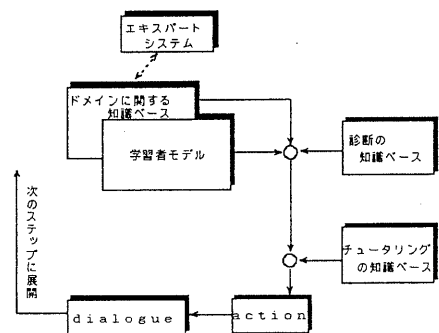 エキスパート
システム
ドメインに関する
知識ベース
学習者モデル
診断の
知識ベース
チュータリング
の知識ベース
次のステップに展開
dialogue
action